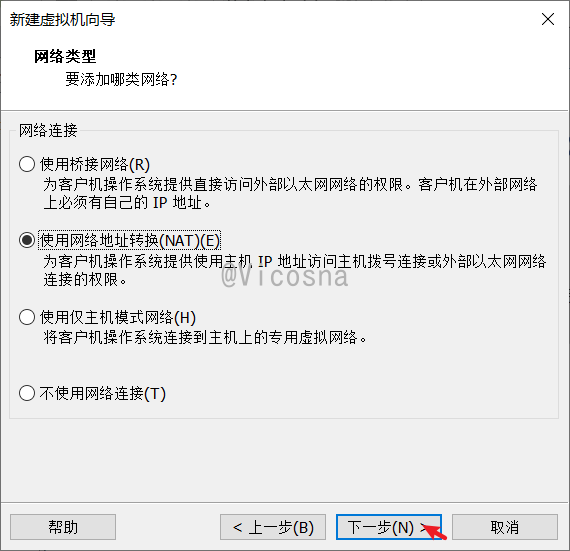 新建虚拟机向导
网络类型
要添加哪类网络?
网络连接
使用桥接网络(R)
为客户机操作系统提供直接访问外部以太网网络的权限。客户机在外部网络
上必须有自己的 IP 地址。
使用网络地址转换(NAT)(E)
为客户机操作系统提供使用主机 IP 地址访问主机拨号连接或外部以太网网络
连接的权限。
@Vicosna
使用仅主机模式网络(H)
将客户机操作系统连接到主机上的专用虚拟网络。
不使用网络连接(T)
帮助
< 上一步(B)
下一步(N) >
取消